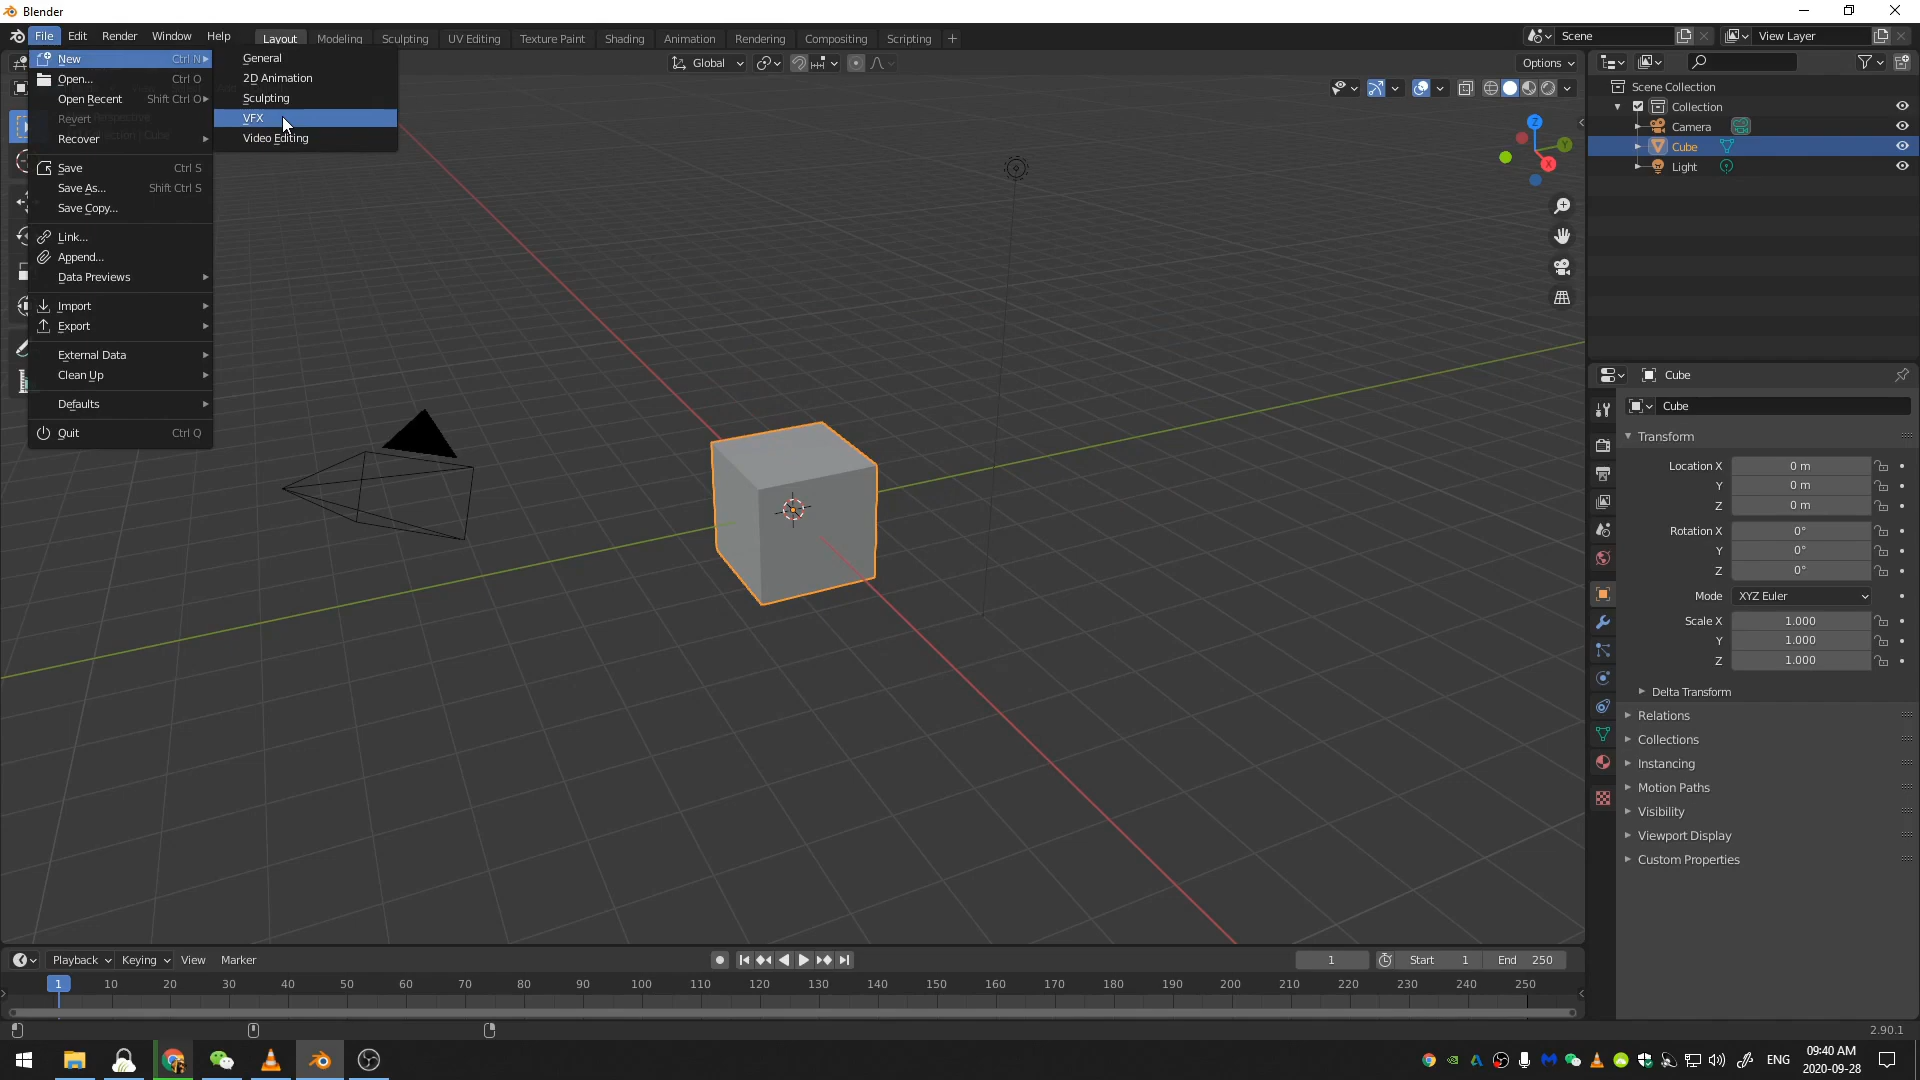 Blender
File Edit Render Window Help Layout Modeling Sculpting UV Editing Texture Paint Shading Animation Rendering Compositing Scripting + Scene View Layer
New Ctrl N
Open... Ctrl O
Open Recent Shift Ctrl O
Revert
Recover
Save Ctrl S
Save As... Shift Ctrl S
Save Copy...
Link...
Append...
Data Previews
Import
Export
External Data
Clean Up
Defaults
Quit Ctrl Q
General
2D Animation
Sculpting
VFX
Video Editing
Global
Options
Z
Y
X
Scene Collection
Collection
Camera
Cube
Light
Cube
Cube
Transform
Location X 0 m
Y 0 m
Z 0 m
Rotation X 0°
Y 0°
Z 0°
Mode XYZ Euler
Scale X 1.000
Y 1.000
Z 1.000
Delta Transform
Relations
Collections
Instancing
Motion Paths
Visibility
Viewport Display
Custom Properties
Playback Keying View Marker 1 Start 1 End 250
1 10 20 30 40 50 60 70 80 90 100 110 120 130 140 150 160 170 180 190 200 210 220 230 240 250
2.90.1
ENG 09:40 AM
2020-09-28